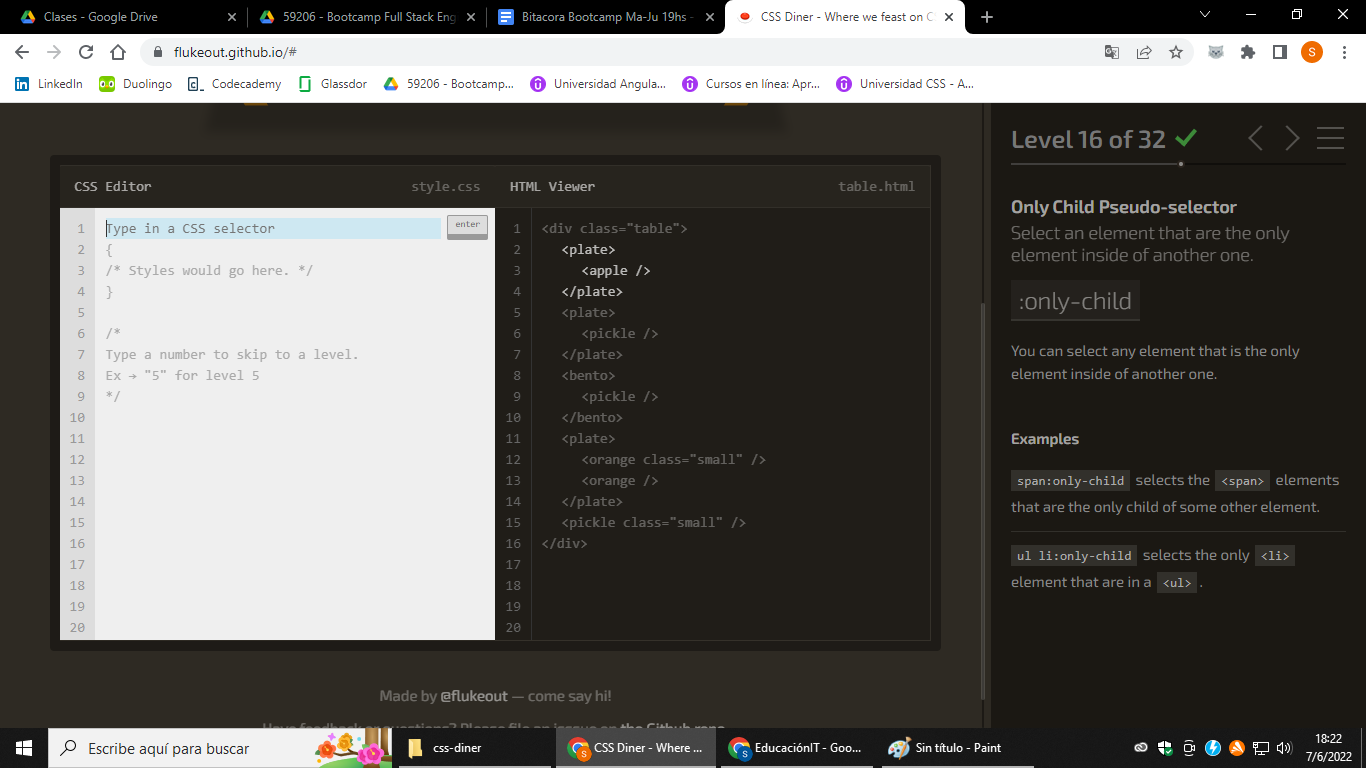 Clases - Google Drive
59206 - Bootcamp Full Stack Eng
Bitacora Bootcamp Ma-Ju 19hs -
CSS Diner - Where we feast on C
flukeout.github.io/#
S
LinkedIn
Duolingo
Codecademy
Glassdor
59206 - Bootcamp...
Universidad Angula...
Cursos en línea: Apr...
Universidad CSS - A...
CSS Editor
style.css
1 Type in a CSS selector
enter
2 {
3 /* Styles would go here. */
4 }
5
6 /*
7 Type a number to skip to a level.
8 Ex → "5" for level 5
9 */
10
11
12
13
14
15
16
17
18
19
20
HTML Viewer
table.html
1 <div class="table">
2 <plate>
3 <apple />
4 </plate>
5 <plate>
6 <pickle />
7 </plate>
8 <bento>
9 <pickle />
10 </bento>
11 <plate>
12 <orange class="small" />
13 <orange />
14 </plate>
15 <pickle class="small" />
16 </div>
17
18
19
20
Made by @flukeout — come say hi!
Have feedback or questions? Please file an issue on the Github repo
Level 16 of 32
Only Child Pseudo-selector
Select an element that are the only
element inside of another one.
:only-child
You can select any element that is the only
element inside of another one.
Examples
span:only-child selects the <span> elements
that are the only child of some other element.
ul li:only-child selects the only <li>
element that are in a <ul> .
Escribe aquí para buscar
css-diner
CSS Diner - Where ...
EducaciónIT - Goo...
Sin título - Paint
18:22
7/6/2022